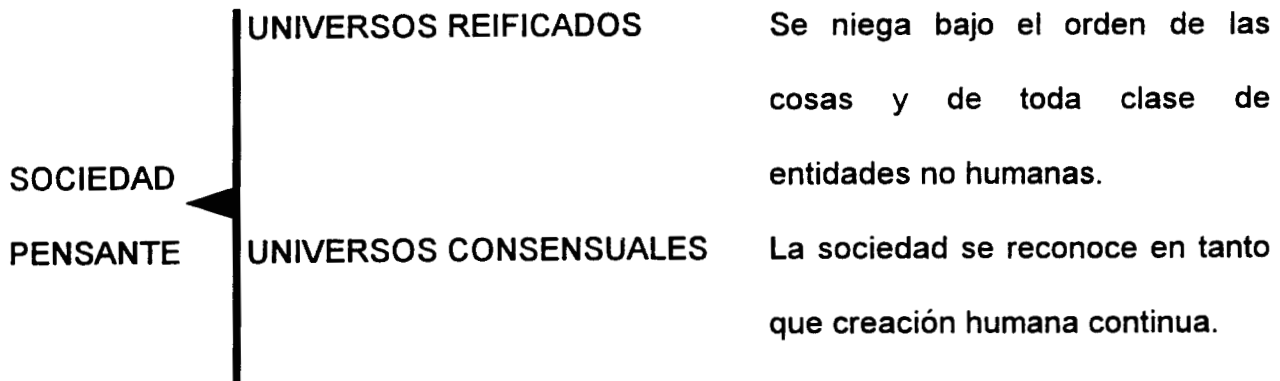 UNIVERSOS REIFICADOS
Se niega bajo el orden de las
cosas y de toda clase de
entidades no humanas.
SOCIEDAD
PENSANTE
UNIVERSOS CONSENSUALES
La sociedad se reconoce en tanto
que creación humana continua.